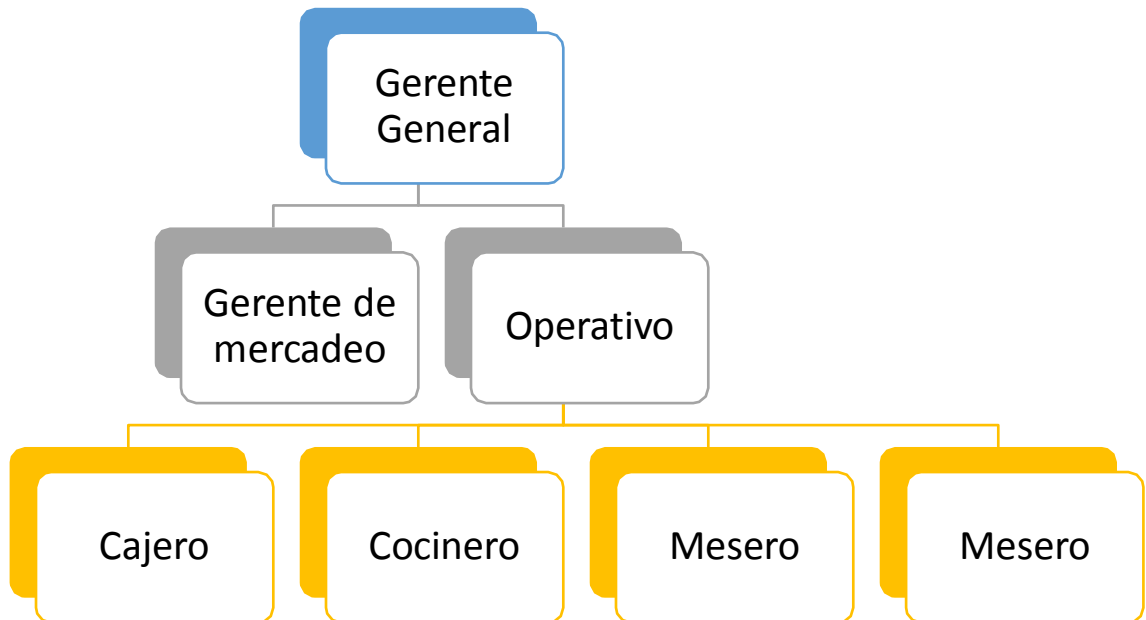 Gerente
General
Gerente de
mercadeo
Operativo
Cajero
Cocinero
Mesero
Mesero